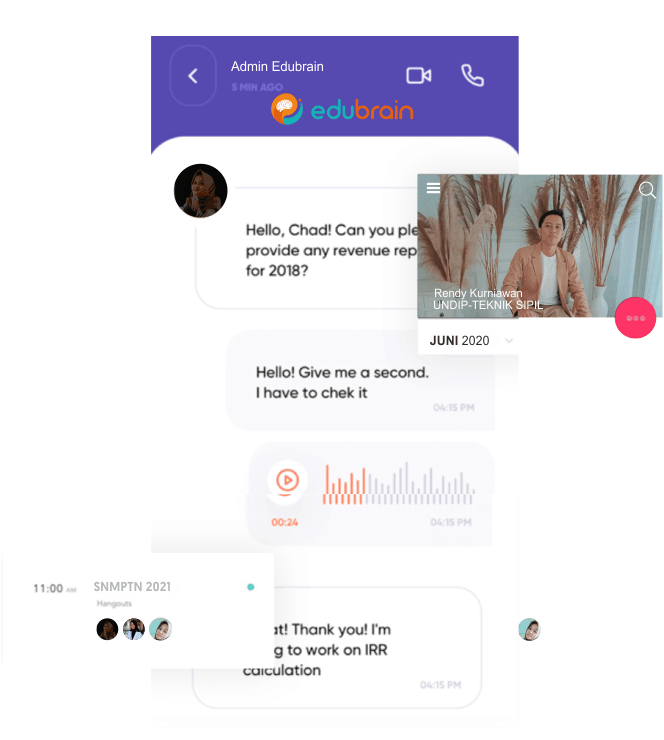 Admin Edubrain
5 MIN AGO
edubrain
Hello, Chad! Can you ple
provide any revenue rep
for 2018?
Rendy Kurniawan
UNDIP-TEKNIK SIPIL
JUNI 2020
Hello! Give me a second.
I have to chek it
04:15 PM
00:24
04:15 PM
11:00 AM
SNMPTN 2021
Hangouts
at! Thank you! I'm
g to work on IRR
calculation
04:15 PM